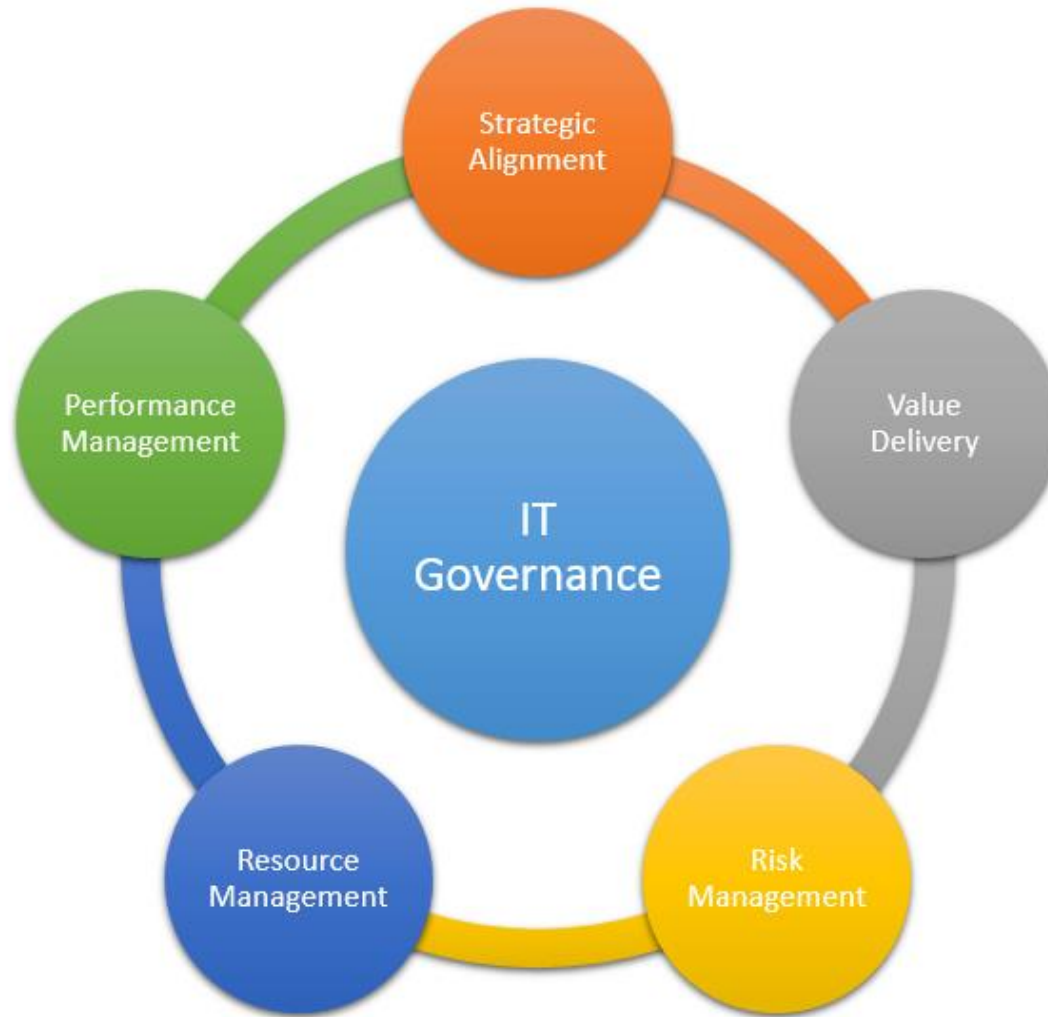 Strategic
Alignment
Performance
Management
Value
Delivery
IT
Governance
Resource
Management
Risk
Management